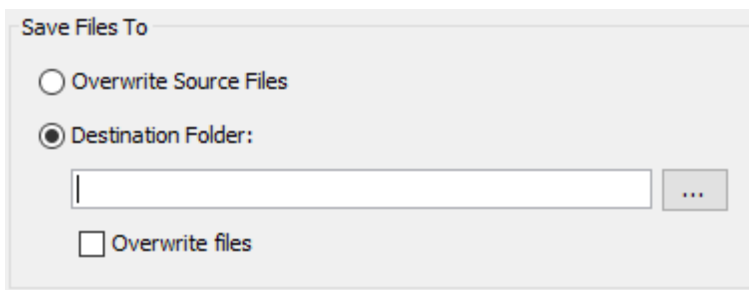 Save Files To
Overwrite Source Files
Destination Folder:
...
Overwrite files